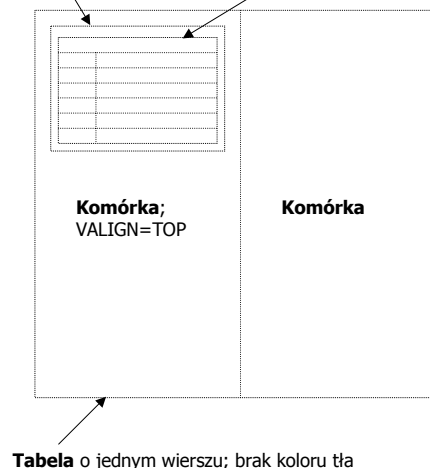 Komórka;
VALIGN=TOP
Komórka
Tabela o jednym wierszu; brak koloru tła